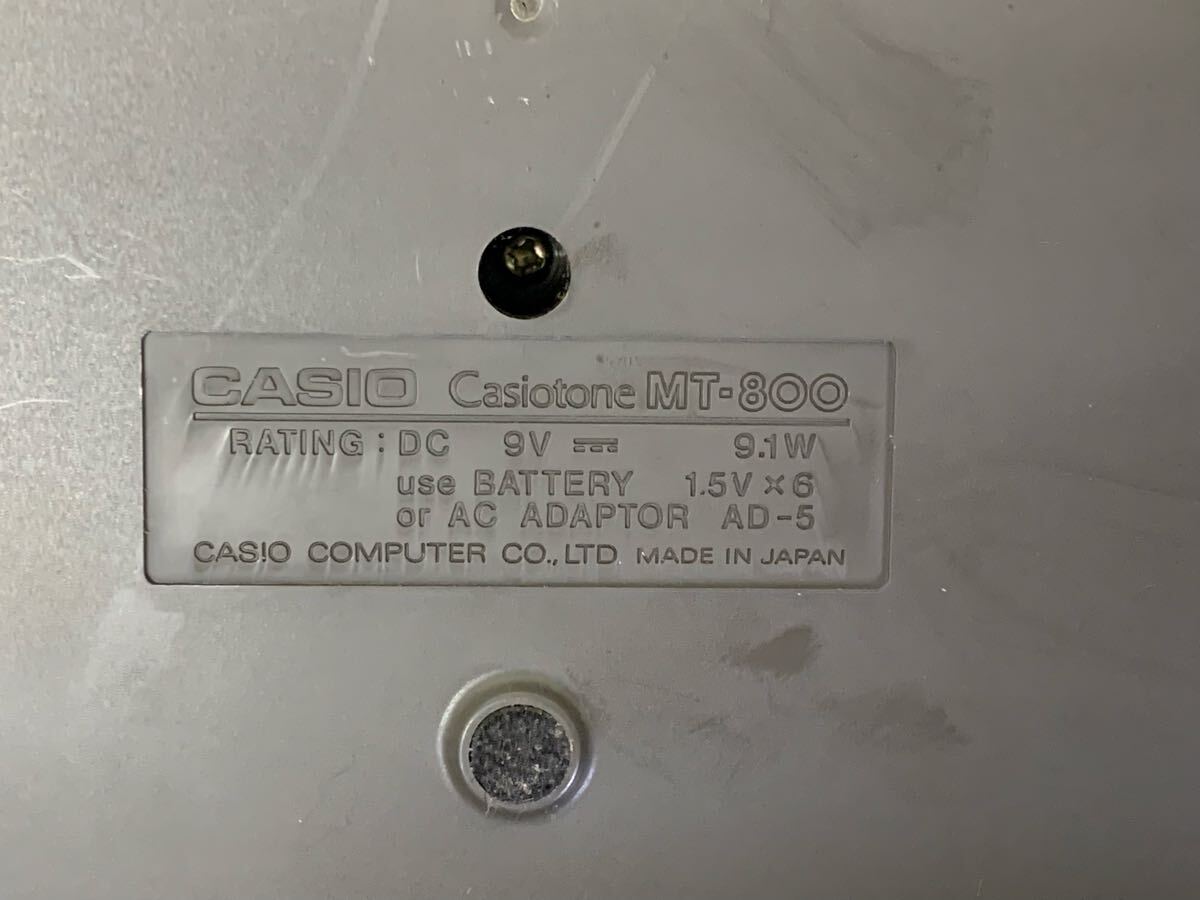 CASIO Casiotone MT-800
RATING : DC 9V ⎓ 9.1W
use BATTERY 1.5V × 6
or AC ADAPTOR AD-5
CASIO COMPUTER CO., LTD. MADE IN JAPAN